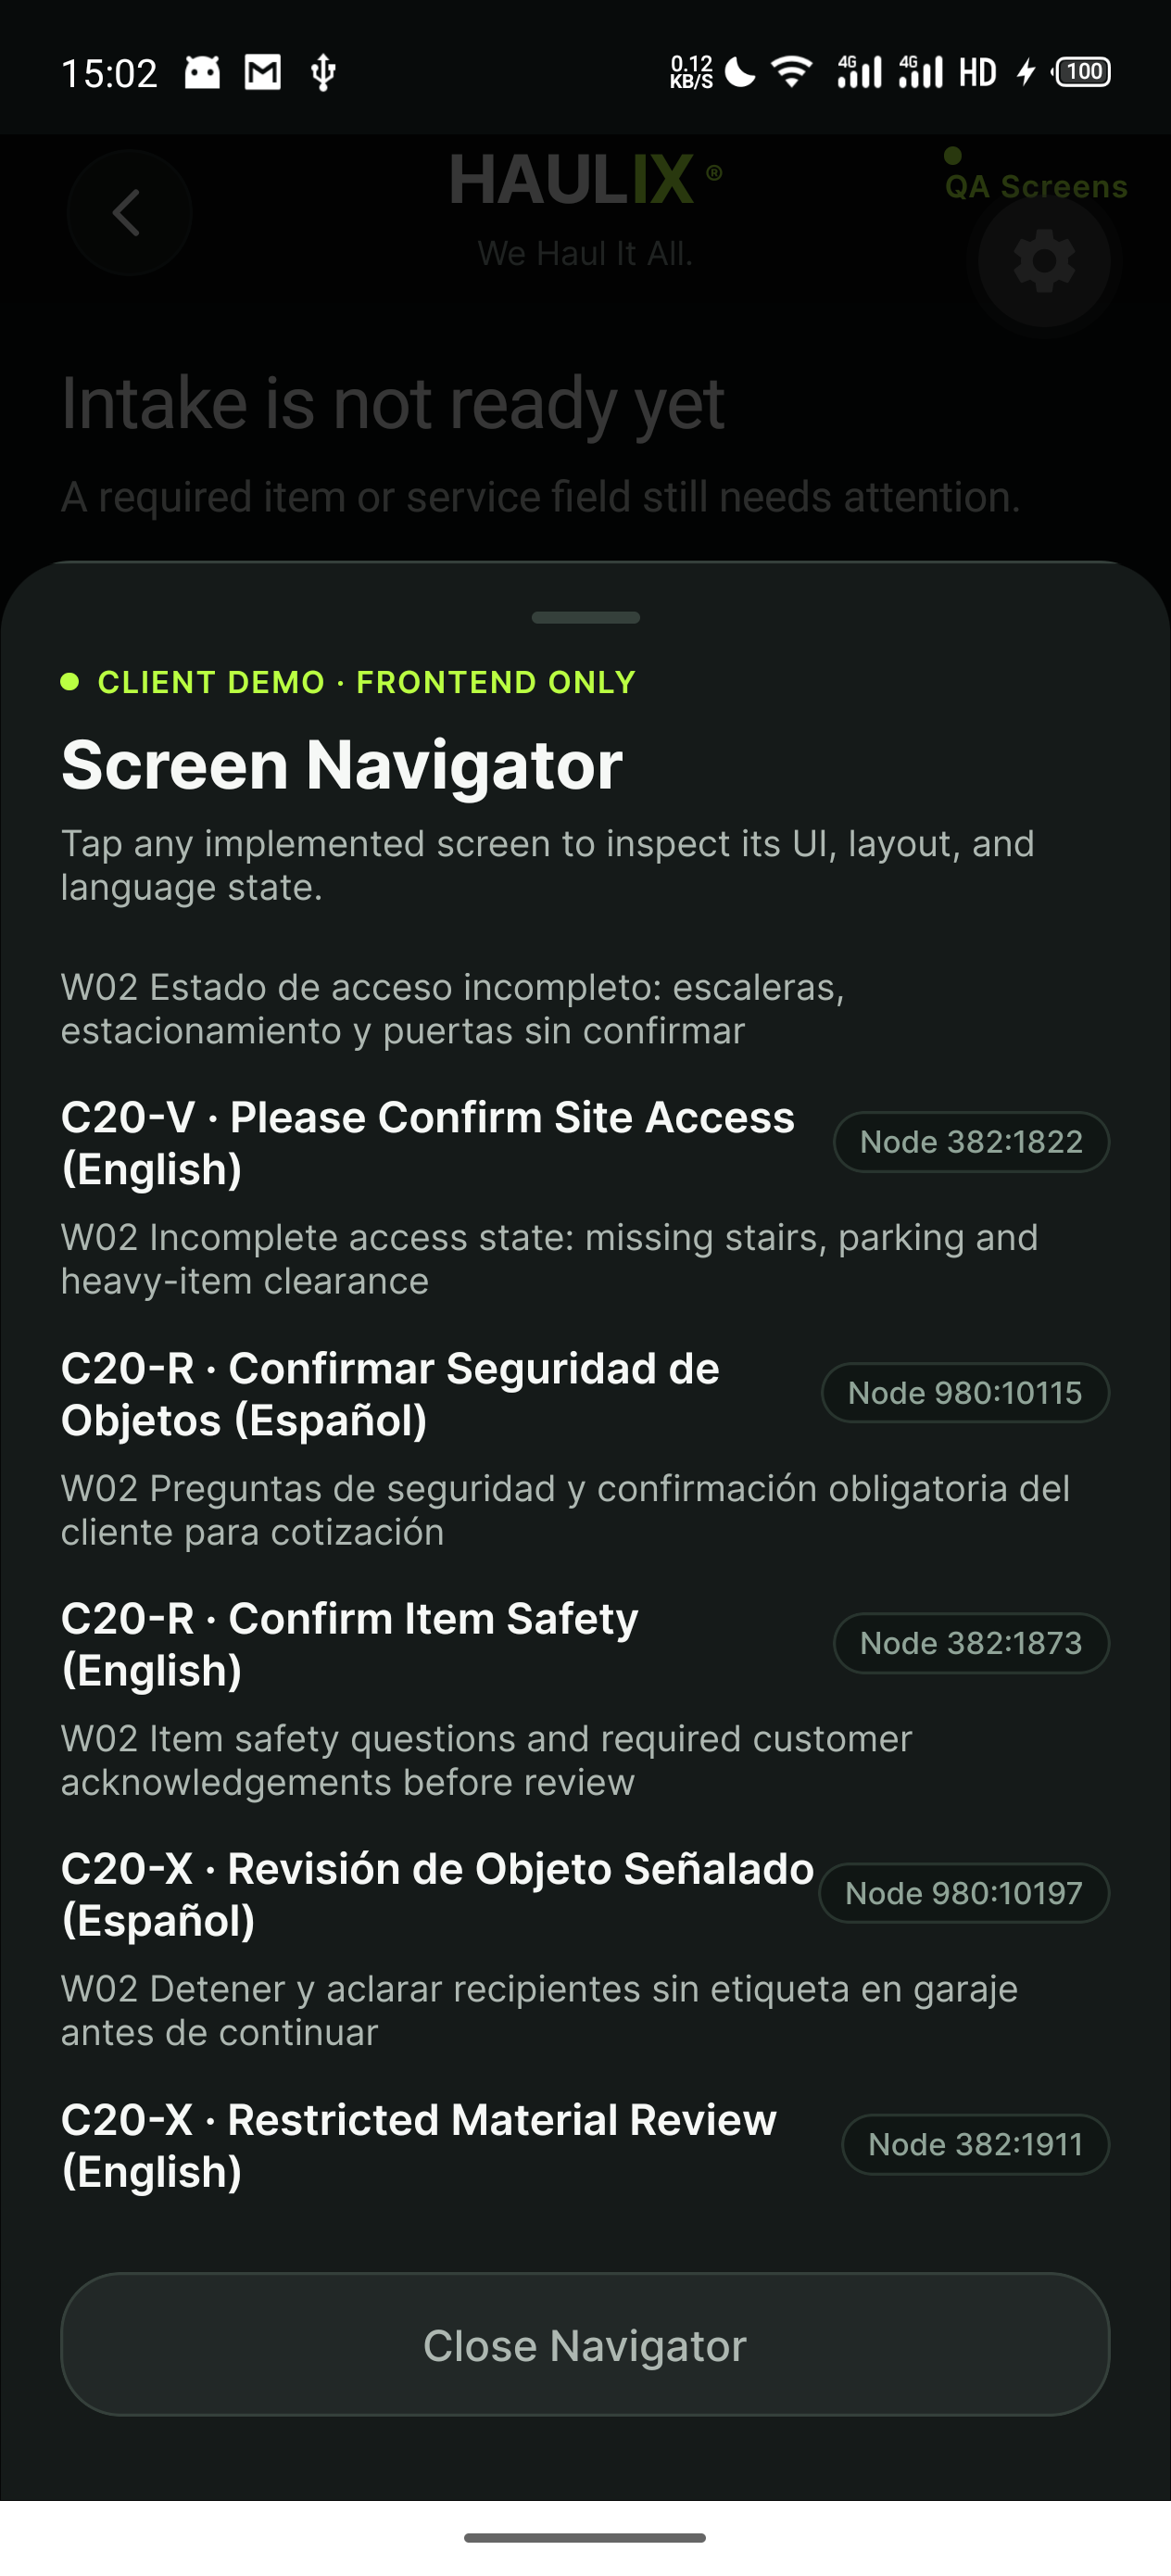 15:02
0.12
KB/S
4G
4G
HD
100
HAULIX®
QA Screens
We Haul It All.
Intake is not ready yet
A required item or service field still needs attention.
CLIENT DEMO · FRONTEND ONLY
Screen Navigator
Tap any implemented screen to inspect its UI, layout, and
language state.
W02 Estado de acceso incompleto: escaleras,
estacionamiento y puertas sin confirmar
C20-V · Please Confirm Site Access
(English)
Node 382:1822
W02 Incomplete access state: missing stairs, parking and
heavy-item clearance
C20-R · Confirmar Seguridad de
Objetos (Español)
Node 980:10115
W02 Preguntas de seguridad y confirmación obligatoria del
cliente para cotización
C20-R · Confirm Item Safety
(English)
Node 382:1873
W02 Item safety questions and required customer
acknowledgements before review
C20-X · Revisión de Objeto Señalado
(Español)
Node 980:10197
W02 Detener y aclarar recipientes sin etiqueta en garaje
antes de continuar
C20-X · Restricted Material Review
(English)
Node 382:1911
Close Navigator